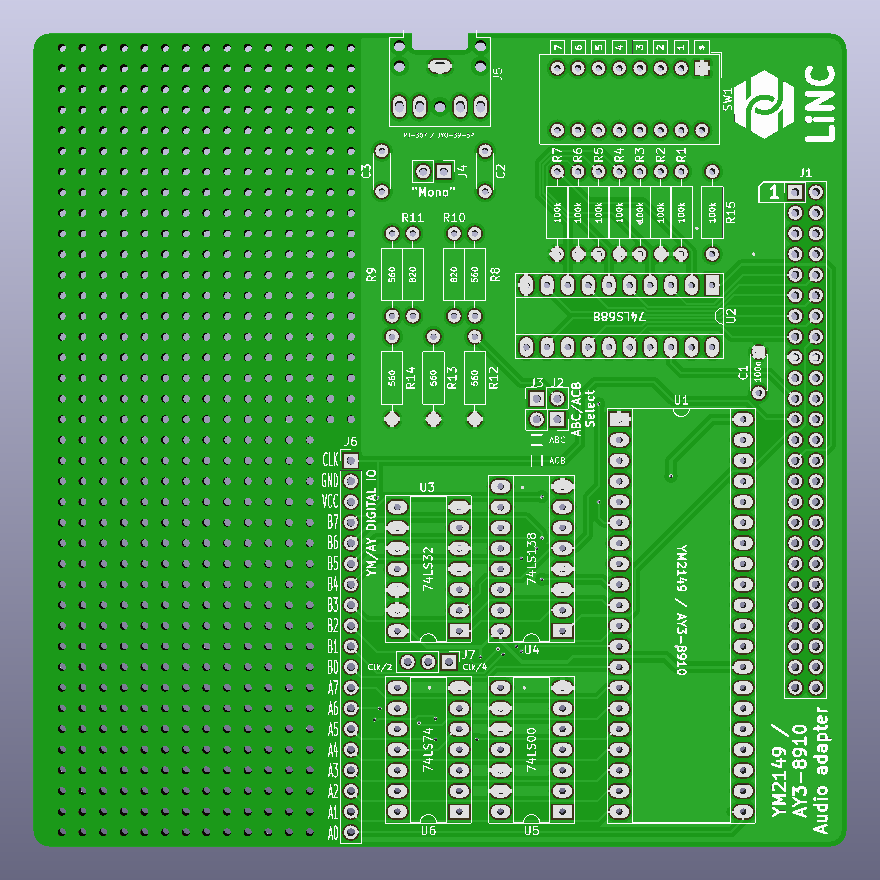 7 6 5 4 3 2 1
LiNC
J5
SW1
C3
J4
C2
"Mono"
R7 R6 R5 R4 R3 R2 R1
J1
1
100k 100k 100k 100k 100k 100k 100k 100k
R15
R11 R10
R9
560 820 820 560
R8
74LS688
U2
560 560 560
R14 R13 R12
C1
100n
J3 J2
ABC/ACB
Select
ABC
ACB
U1
J6
CLK
GND
VCC
B7
B6
B5
B4
B3
B2
B1
B0
A7
A6
A5
A4
A3
A2
A1
A0
YM/AY DIGITAL IO
U3
74LS32
74LS138
U4
YM2149 / AY3-8910
J7
Clk/2 Clk/4
74LS74
74LS00
U6 U5
YM2149 /
AY3-8910
Audio adapter